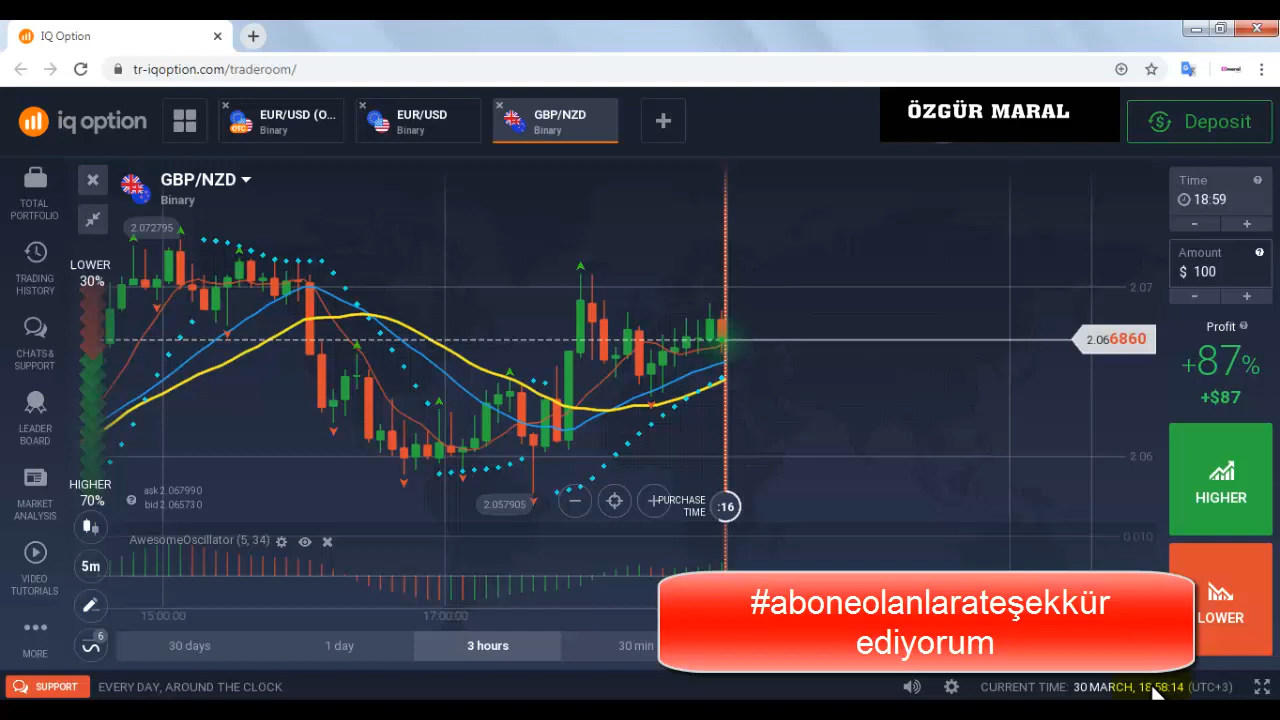 IQ Option
tr-iqoption.com/traderoom/
iq option
EUR/USD (O...
Binary
EUR/USD
Binary
GBP/NZD
Binary
ÖZGÜR MARAL
Deposit
TOTAL
PORTFOLIO
TRADING
HISTORY
CHATS &
SUPPORT
LEADER
BOARD
MARKET
ANALYSIS
VIDEO
TUTORIALS
MORE
GBP/NZD
Binary
2.072795
LOWER
30%
HIGHER
70%
ask 2.067990
bid 2.065730
2.057905
PURCHASE
TIME
:16
2.07
2.066860
2.06
0.010
AwesomeOscillator (5, 34)
5m
6
15:00:00
17:00:00
30 days
1 day
3 hours
30 min
Time
18:59
Amount
$ 100
Profit
+87%
+$87
HIGHER
LOWER
#aboneolanlarateşekkür
ediyorum
SUPPORT
EVERY DAY, AROUND THE CLOCK
CURRENT TIME: 30 MARCH, 18:58:14 (UTC+3)